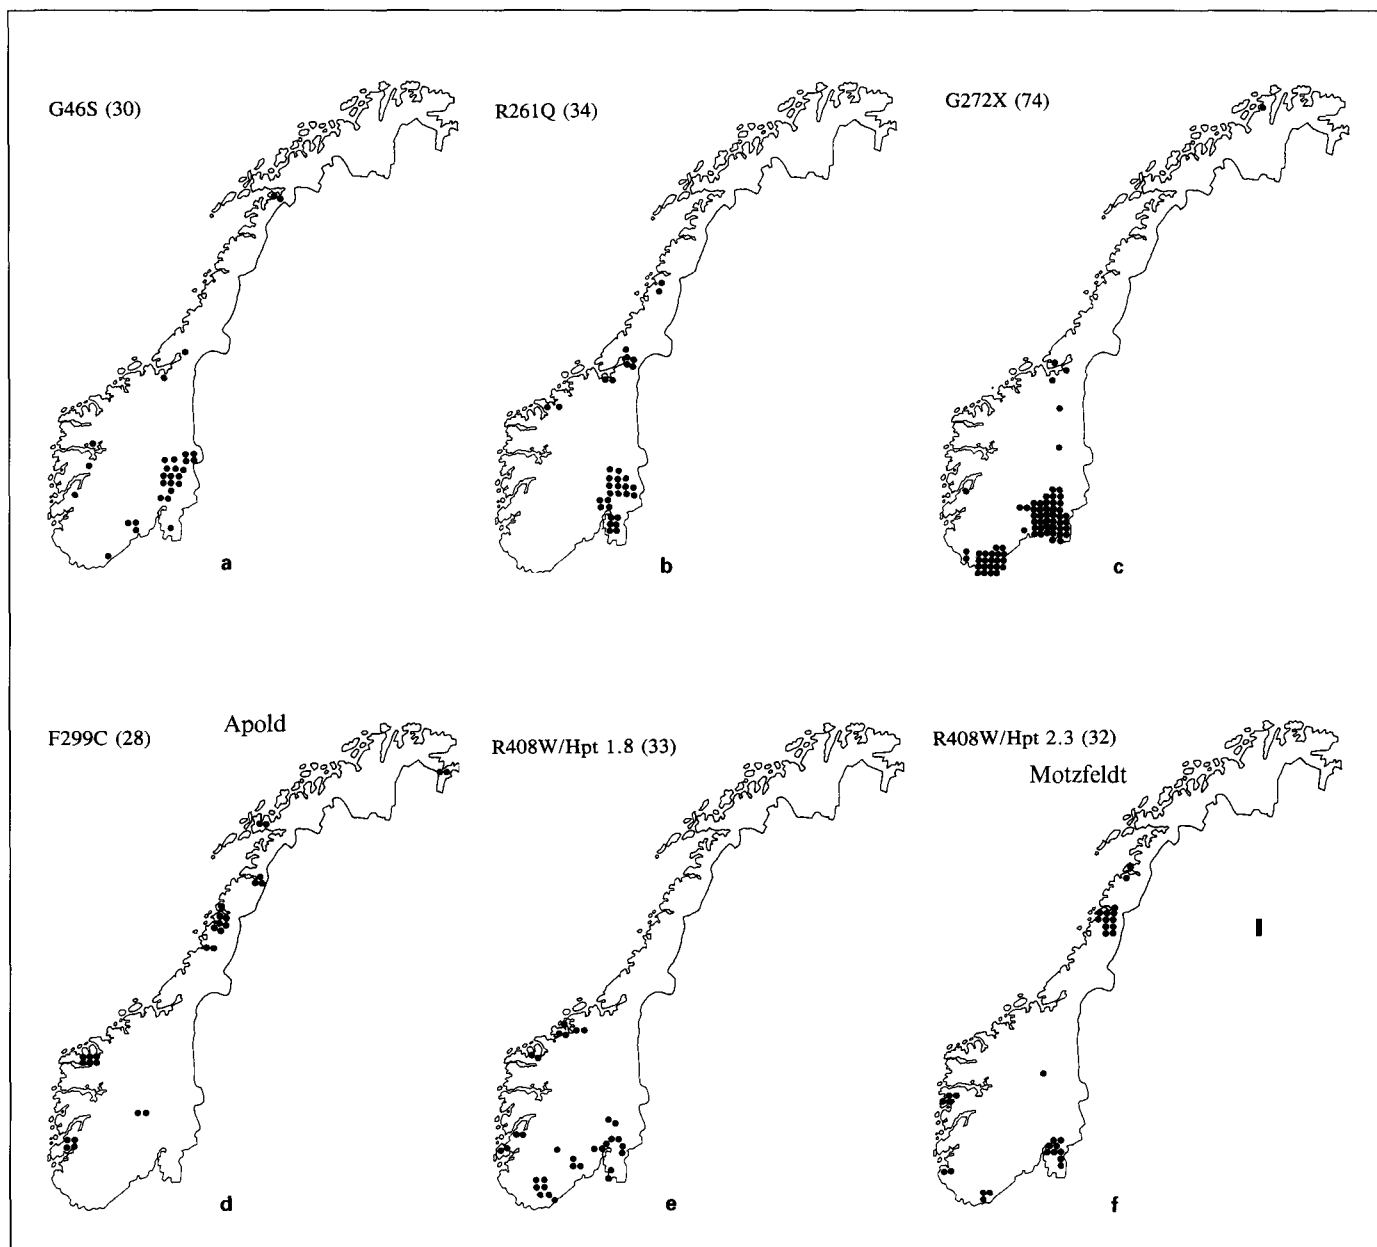 G46S (30)
R261Q (34)
G272X (74)
a
b
c
F299C (28)
Apold
R408W/Hpt 1.8 (33)
R408W/Hpt 2.3 (32)
Motzfeldt
d
e
f